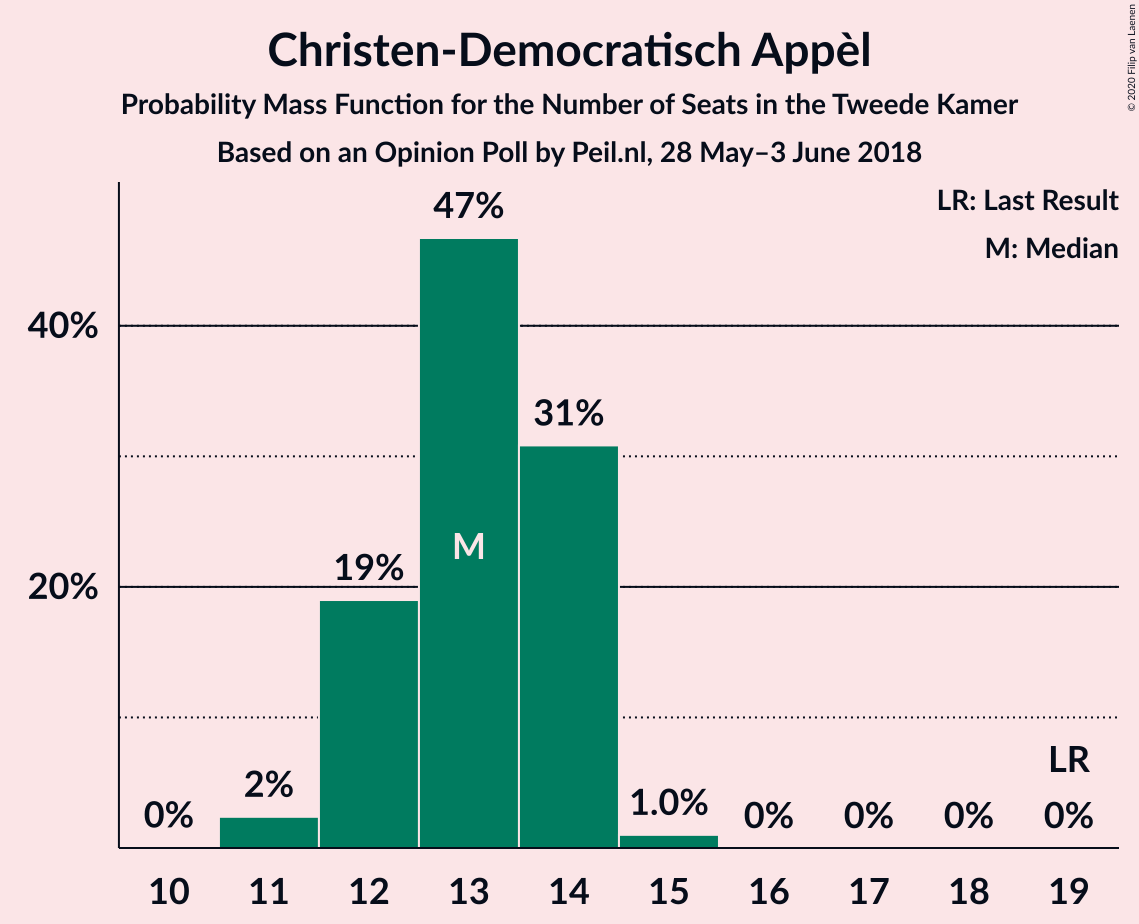 Christen-Democratisch Appèl
Probability Mass Function for the Number of Seats in the Tweede Kamer
Based on an Opinion Poll by Peil.nl, 28 May–3 June 2018
© 2020 Filip van Laenen
LR: Last Result
M: Median
47%
40%
31%
M
19%
20%
LR
2%
1.0%
0% 0% 0% 0% 0%
10 11 12 13 14 15 16 17 18 19